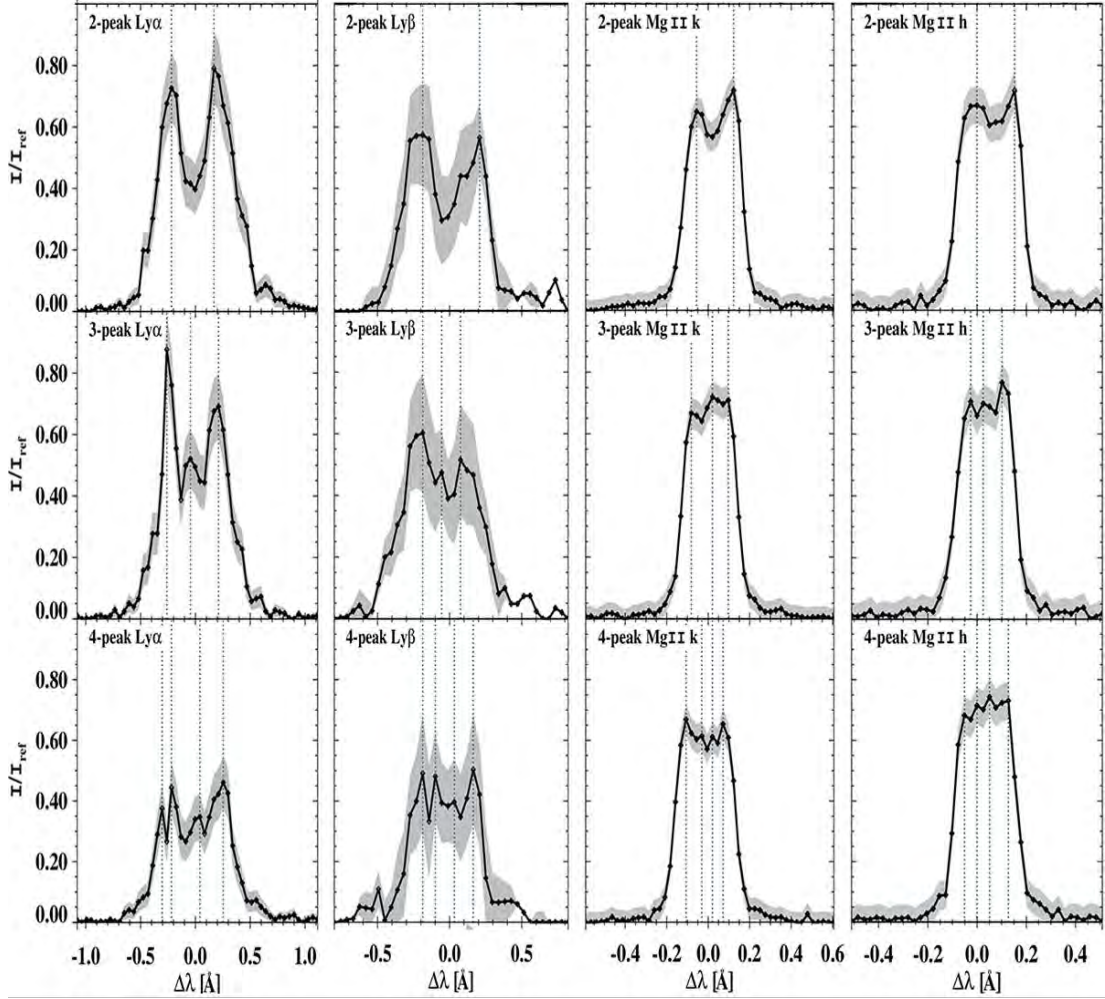 2-peak Lyα 2-peak Lyβ 2-peak Mg II k 2-peak Mg II h
0.80
0.60
I/I_ref
0.40
0.20
0.00
3-peak Lyα 3-peak Lyβ 3-peak Mg II k 3-peak Mg II h
0.80
0.60
I/I_ref
0.40
0.20
0.00
4-peak Lyα 4-peak Lyβ 4-peak Mg II k 4-peak Mg II h
0.80
0.60
I/I_ref
0.40
0.20
0.00
-1.0 -0.5 0.0 0.5 1.0 -0.5 0.0 0.5 -0.4 -0.2 0.0 0.2 0.4 0.6 -0.4 -0.2 0.0 0.2 0.4
Δλ [Å] Δλ [Å] Δλ [Å] Δλ [Å]